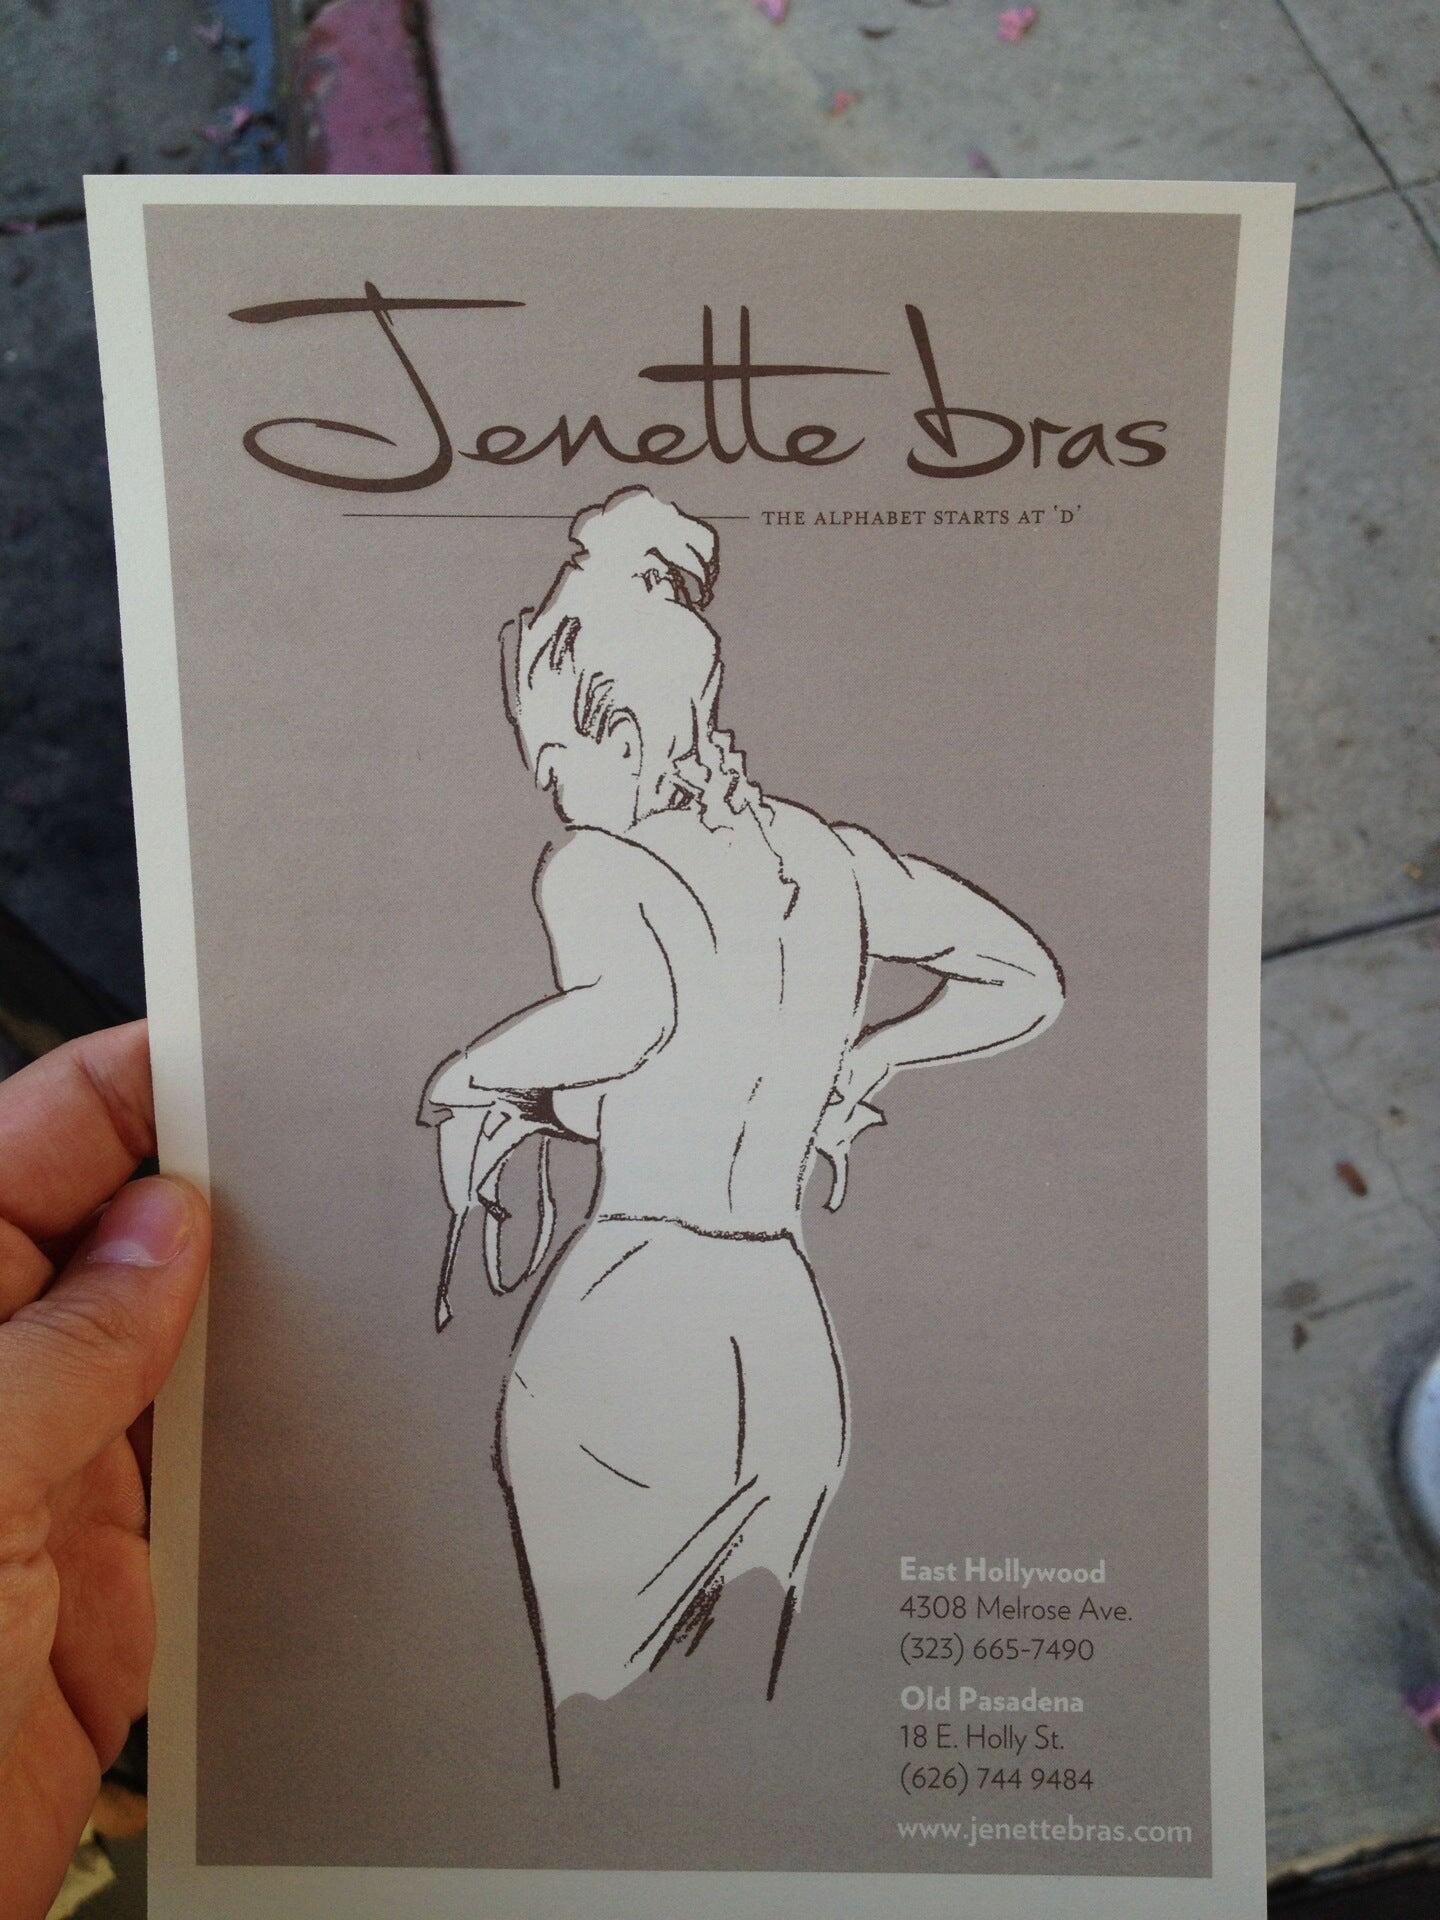 Jenette bras
THE ALPHABET STARTS AT 'D'
East Hollywood
4308 Melrose Ave.
(323) 665-7490
Old Pasadena
18 E. Holly St.
(626) 744 9484
www.jenettebras.com